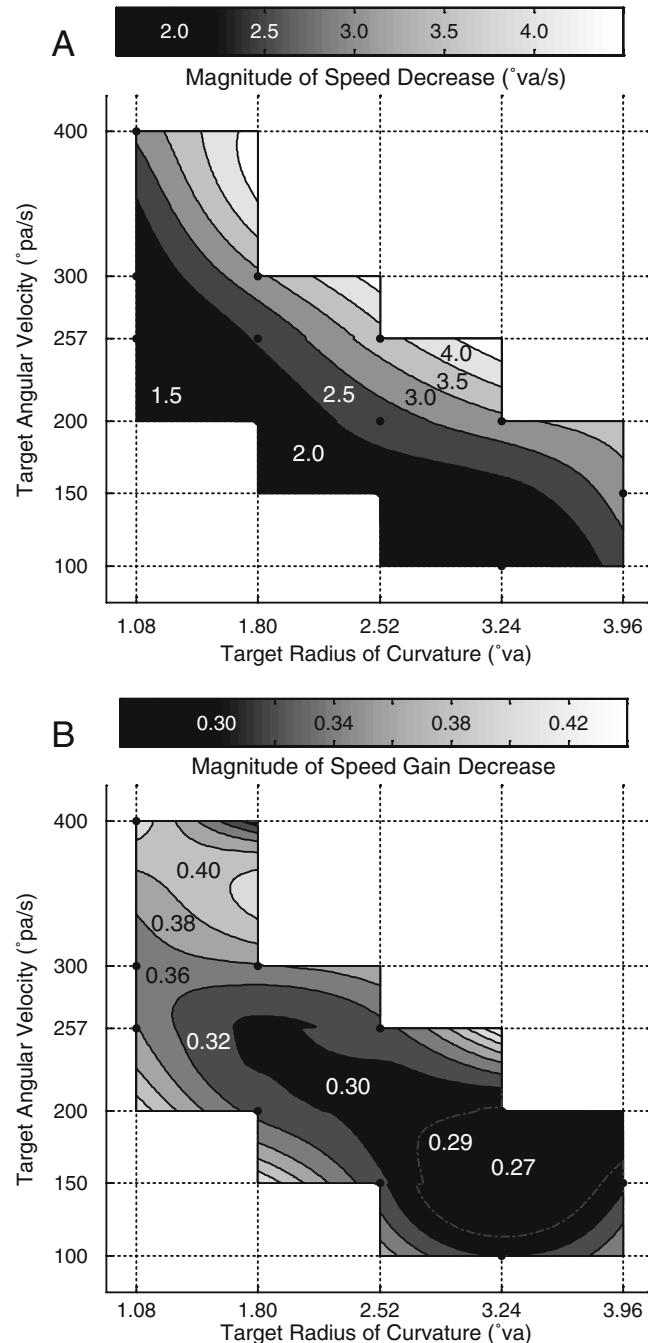 A
2.0 2.5 3.0 3.5 4.0
Magnitude of Speed Decrease (˚va/s)
Target Angular Velocity (˚pa/s)
400
300
257
200
150
100
4.0
3.5
3.0
2.5
1.5
2.0
1.08 1.80 2.52 3.24 3.96
Target Radius of Curvature (˚va)
B
0.30 0.34 0.38 0.42
Magnitude of Speed Gain Decrease
Target Angular Velocity (˚pa/s)
400
300
257
200
150
100
0.40
0.38
0.36
0.32
0.30
0.29
0.27
1.08 1.80 2.52 3.24 3.96
Target Radius of Curvature (˚va)